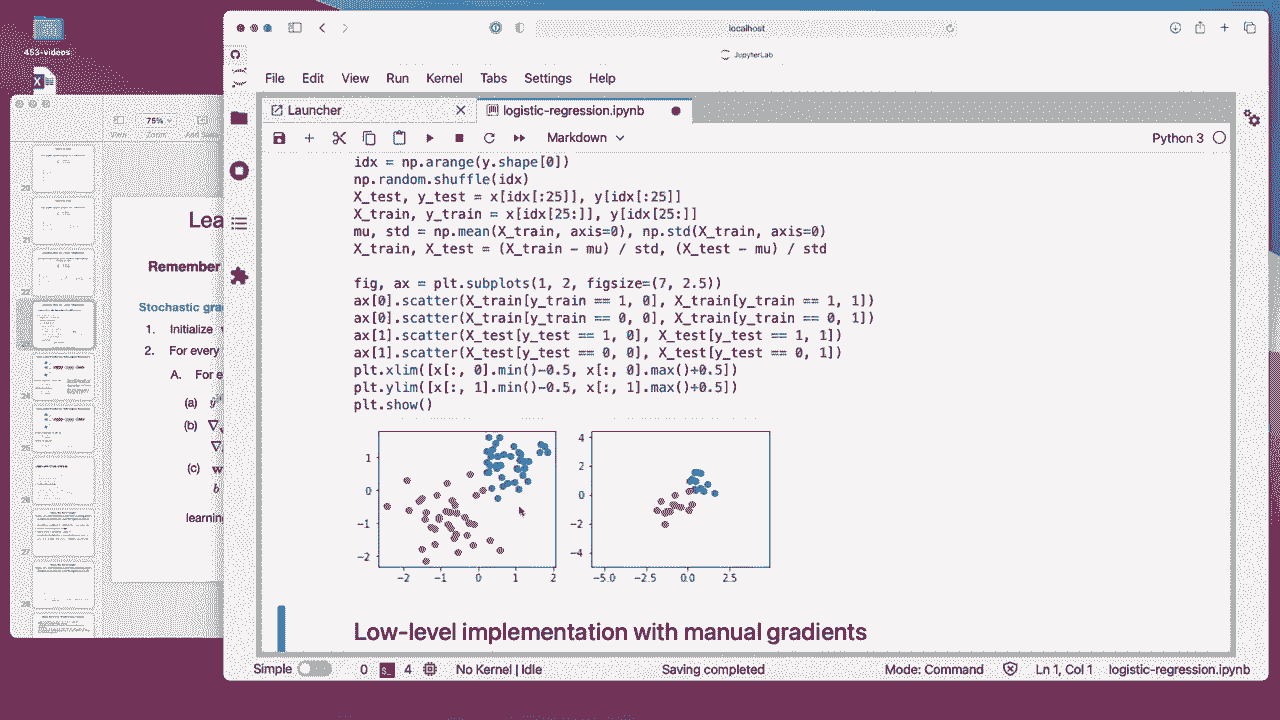 453-videos
localhost
JupyterLab
File Edit View Run Kernel Tabs Settings Help
Launcher
logistic-regression.ipynb
Markdown
Python 3
idx = np.arange(y.shape[0])
np.random.shuffle(idx)
X_test, y_test = x[idx[:25]], y[idx[:25]]
X_train, y_train = x[idx[25:]], y[idx[25:]]
mu, std = np.mean(X_train, axis=0), np.std(X_train, axis=0)
X_train, X_test = (X_train - mu) / std, (X_test - mu) / std
fig, ax = plt.subplots(1, 2, figsize=(7, 2.5))
ax[0].scatter(X_train[y_train == 1, 0], X_train[y_train == 1, 1])
ax[0].scatter(X_train[y_train == 0, 0], X_train[y_train == 0, 1])
ax[1].scatter(X_test[y_test == 1, 0], X_test[y_test == 1, 1])
ax[1].scatter(X_test[y_test == 0, 0], X_test[y_test == 0, 1])
plt.xlim([x[:, 0].min()-0.5, x[:, 0].max()+0.5])
plt.ylim([x[:, 1].min()-0.5, x[:, 1].max()+0.5])
plt.show()
1
0
−1
−2
−2 −1 0 1 2
4
2
0
−2
−4
−5.0 −2.5 0.0 2.5
Low-level implementation with manual gradients
Simple 0 4 No Kernel | Idle Saving completed Mode: Command Ln 1, Col 1 logistic-regression.ipynb
75%
View Zoom
Lea
Remember
Stochastic gra
1. Initialize
2. For every
A. For e
(a)
(b)
(c) w
b
learnin